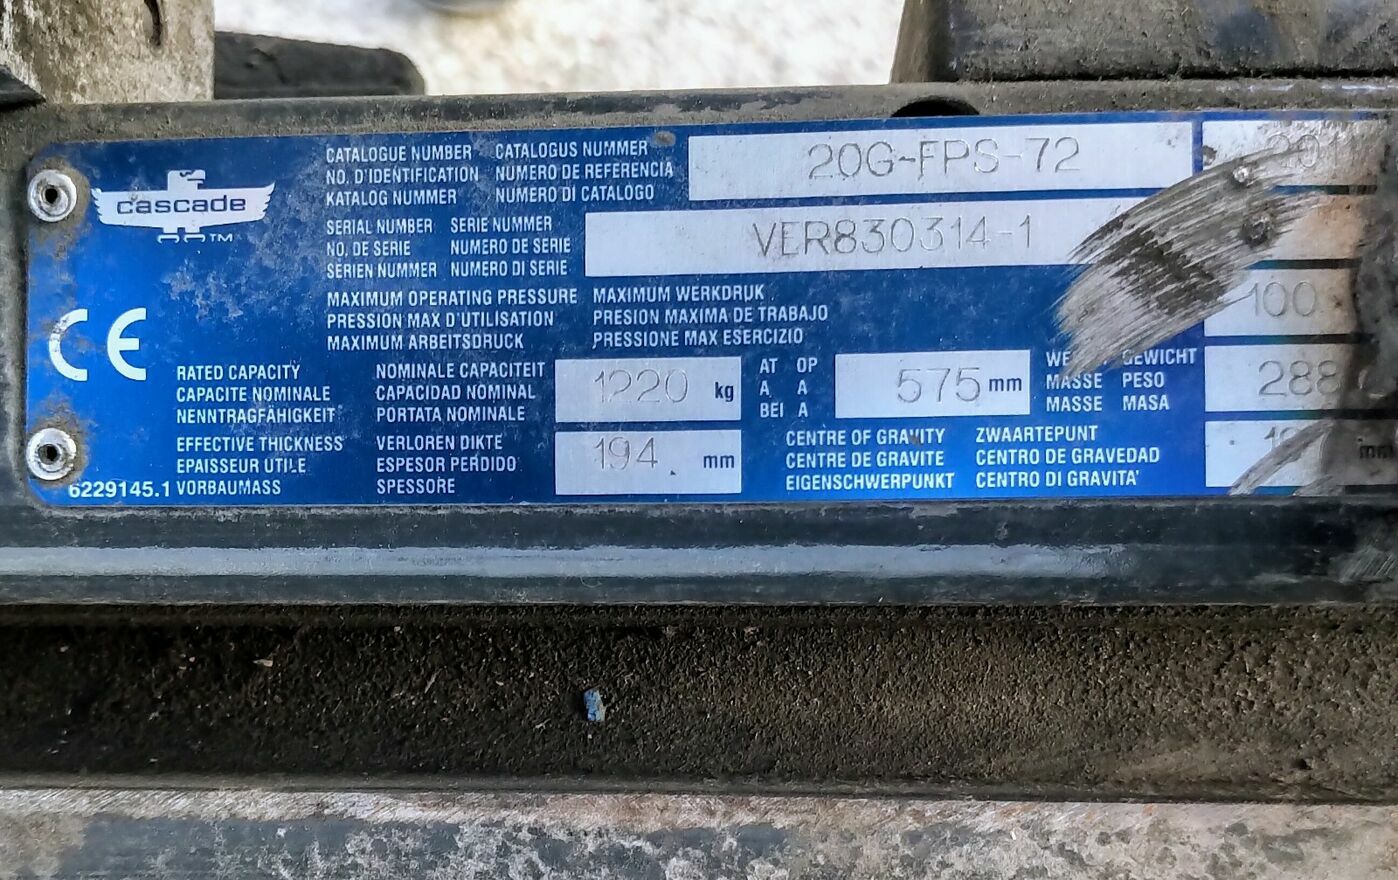 cascade TM
CE
CATALOGUE NUMBER CATALOGUS NUMMER
NO. D'IDENTIFICATION NUMERO DE REFERENCIA
KATALOG NUMMER NUMERO DI CATALOGO
20G-FPS-72
SERIAL NUMBER SERIE NUMMER
NO. DE SERIE NUMERO DE SERIE
SERIEN NUMMER NUMERO DI SERIE
VER830314-1
MAXIMUM OPERATING PRESSURE MAXIMUM WERKDRUK
PRESSION MAX D'UTILISATION PRESION MAXIMA DE TRABAJO
MAXIMUM ARBEITSDRUCK PRESSIONE MAX ESERCIZIO
100
RATED CAPACITY NOMINALE CAPACITEIT
CAPACITE NOMINALE CAPACIDAD NOMINAL
NENNTRAGFÄHIGKEIT PORTATA NOMINALE
1220 kg
AT OP
A A
BEI A
575 mm
GEWICHT
MASSE PESO
MASSE MASA
288
EFFECTIVE THICKNESS VERLOREN DIKTE
EPAISSEUR UTILE ESPESOR PERDIDO
VORBAUMASS SPESSORE
194 mm
CENTRE OF GRAVITY ZWAARTEPUNT
CENTRE DE GRAVITE CENTRO DE GRAVEDAD
EIGENSCHWERPUNKT CENTRO DI GRAVITA'
mm
6229145.1